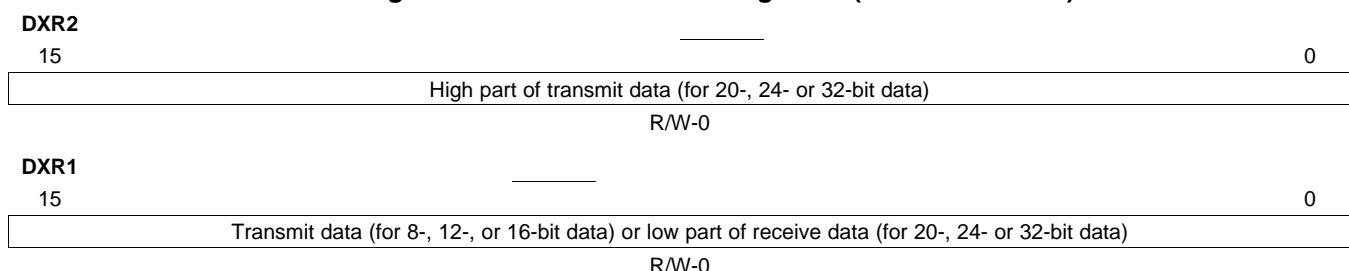 DXR2
15 0
High part of transmit data (for 20-, 24- or 32-bit data)
R/W-0
DXR1
15 0
Transmit data (for 8-, 12-, or 16-bit data) or low part of receive data (for 20-, 24- or 32-bit data)
R/W-0